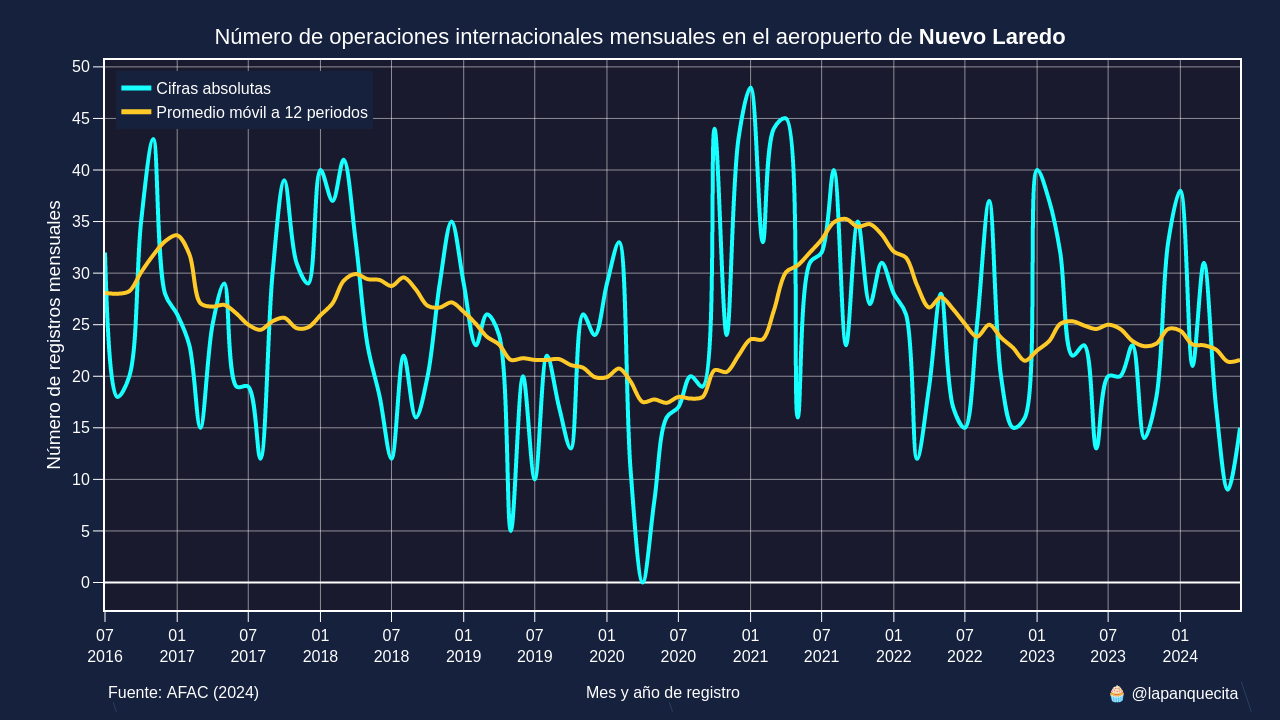 Número de operaciones internacionales mensuales en el aeropuerto de Nuevo Laredo
Cifras absolutas
Promedio móvil a 12 periodos
Número de registros mensuales
50
45
40
35
30
25
20
15
10
5
0
07 01 07 01 07 01 07 01 07 01 07 01 07 01 07 01
2016 2017 2017 2018 2018 2019 2019 2020 2020 2021 2021 2022 2022 2023 2023 2024
Fuente: AFAC (2024) Mes y año de registro 🧁 @lapanquecita